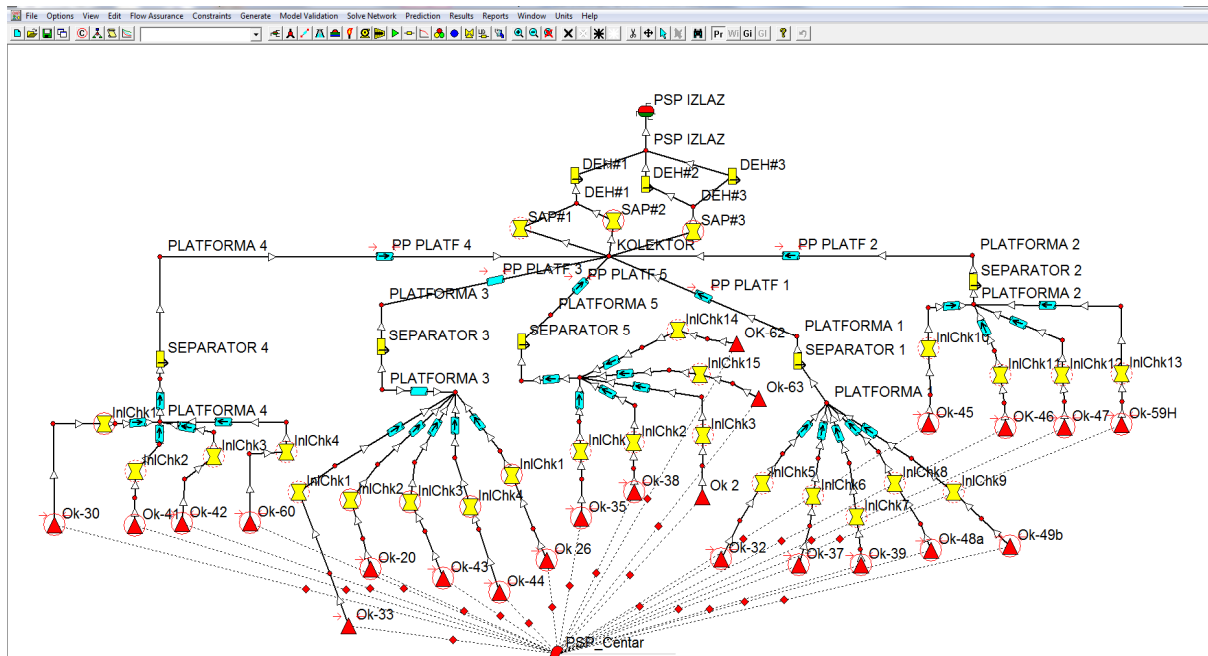 File Options View Edit Flow Assurance Constraints Generate Model Validation Solve Network Prediction Results Reports Window Units Help
Pr Wi Gi GI
PSP IZLAZ
PSP IZLAZ
DEH#1 DEH#2 DEH#3
DEH#1 DEH#3
SAP#1 SAP#2 SAP#3
PLATFORMA 4 PP PLATF 4 KOLEKTOR PP PLATF 2 PLATFORMA 2
PP PLATF 3 PP PLATF 5 SEPARATOR 2
PLATFORMA 3 PP PLATF 1 PLATFORMA 2
PLATFORMA 5
InlChk14
SEPARATOR 3 SEPARATOR 5 OK-62 PLATFORMA 1 InlChk10
SEPARATOR 4 InlChk15 SEPARATOR 1 InlChk11 InlChk12 InlChk13
PLATFORMA 3 Ok-63 PLATFORMA 1
InlChk1 PLATFORMA 4 Ok-45 OK-46 Ok-47 Ok-59H
InlChk3 InlChk4 InlChk InlChk2 InlChk3
InlChk2 InlChk1 InlChk5 InlChk8
InlChk1 InlChk2 InlChk3 InlChk4 Ok-38 Ok 2 InlChk6 InlChk9
Ok-30 Ok-41 Ok-42 Ok-60 Ok-35 InlChk7
Ok-20 Ok-43 Ok-44 Ok 26 Ok-32 Ok-37 Ok-39 Ok-48a Ok-49b
Ok-33
PSP_Centar